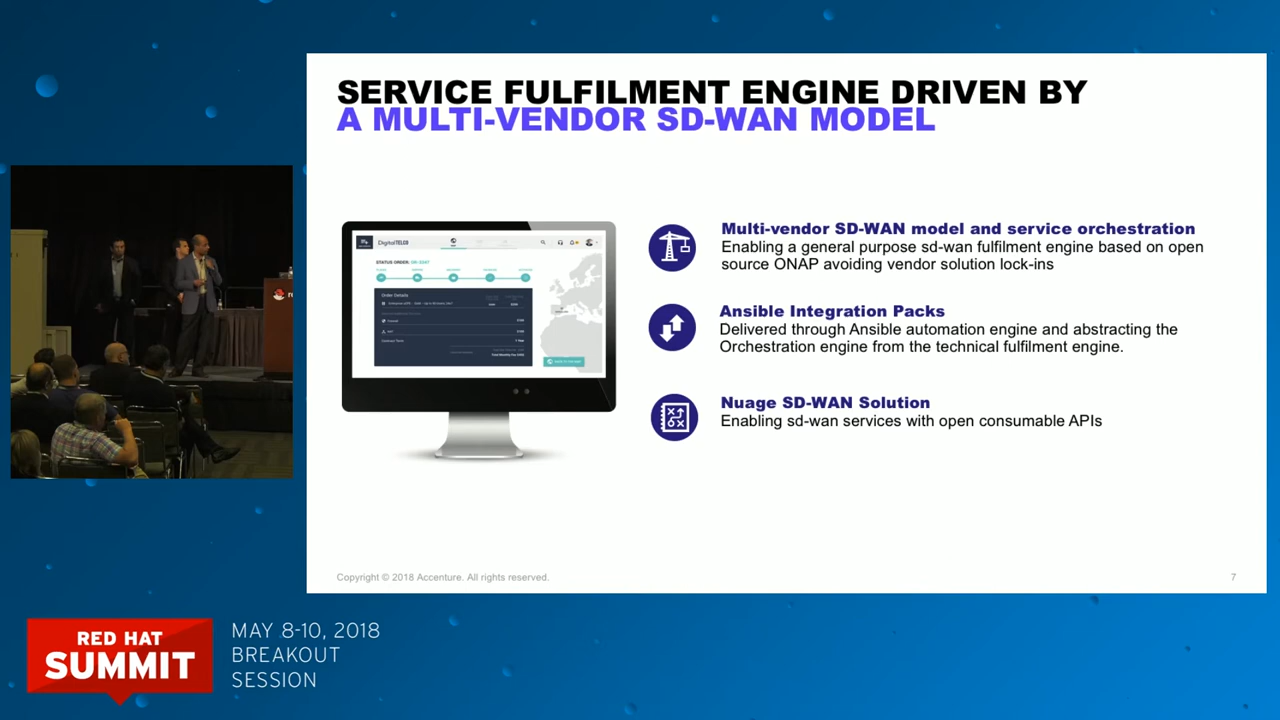 SERVICE FULFILMENT ENGINE DRIVEN BY
A MULTI-VENDOR SD-WAN MODEL
DigitalTELCO
STATUS ORDER:
Order Details
Multi-vendor SD-WAN model and service orchestration
Enabling a general purpose sd-wan fulfilment engine based on open
source ONAP avoiding vendor solution lock-ins
Ansible Integration Packs
Delivered through Ansible automation engine and abstracting the
Orchestration engine from the technical fulfilment engine.
Nuage SD-WAN Solution
Enabling sd-wan services with open consumable APIs
Copyright © 2018 Accenture. All rights reserved.
7
RED HAT
SUMMIT
MAY 8-10, 2018
BREAKOUT
SESSION